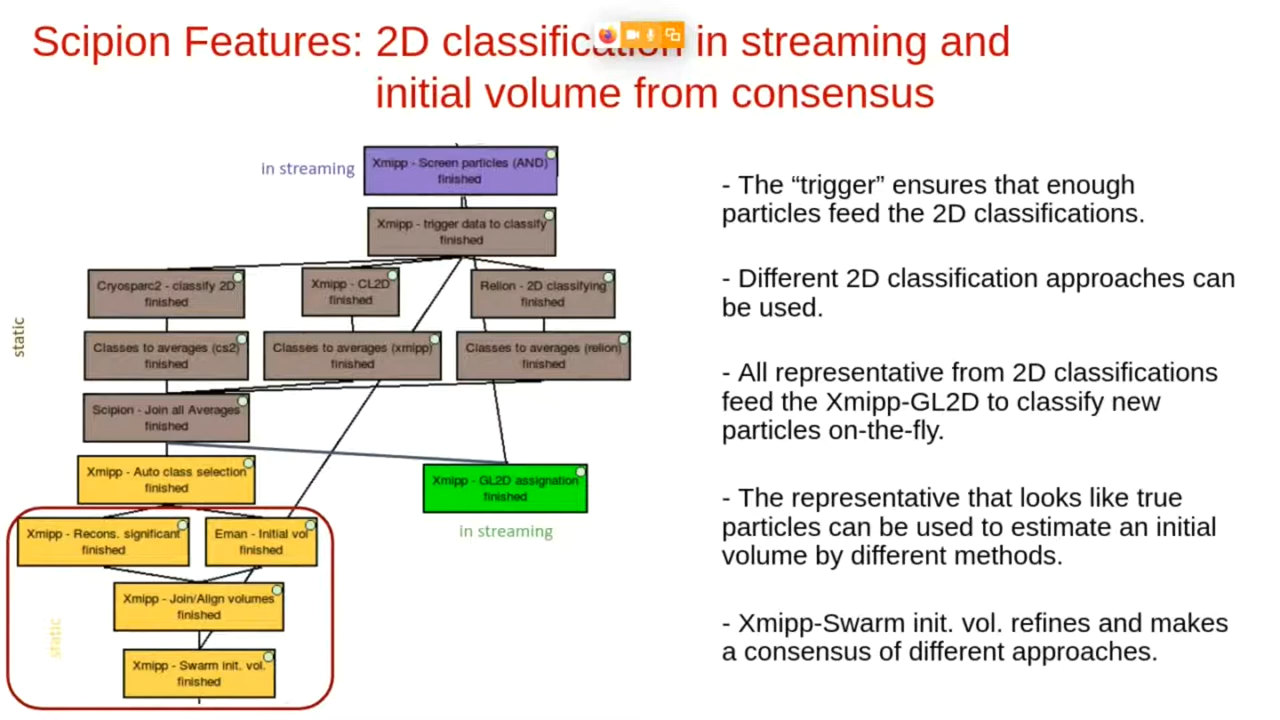 Scipion Features: 2D classification in streaming and
initial volume from consensus
in streaming
Xmipp - Screen particles (AND)
finished
Xmipp - trigger data to classify
finished
Cryosparc2 - classify 2D
finished
Xmipp - CL2D
finished
Relion - 2D classifying
finished
static
Classes to averages (cs2)
finished
Classes to averages (xmipp)
finished
Classes to averages (relion)
finished
Scipion - Join all Averages
finished
Xmipp - Auto class selection
finished
Xmipp - GL2D assignation
finished
in streaming
Xmipp - Recons. significant
finished
Eman - Initial vol
finished
Xmipp - Join/Align volumes
finished
static
Xmipp - Swarm init. vol.
finished
- The “trigger” ensures that enough
particles feed the 2D classifications.
- Different 2D classification approaches can
be used.
- All representative from 2D classifications
feed the Xmipp-GL2D to classify new
particles on-the-fly.
- The representative that looks like true
particles can be used to estimate an initial
volume by different methods.
- Xmipp-Swarm init. vol. refines and makes
a consensus of different approaches.